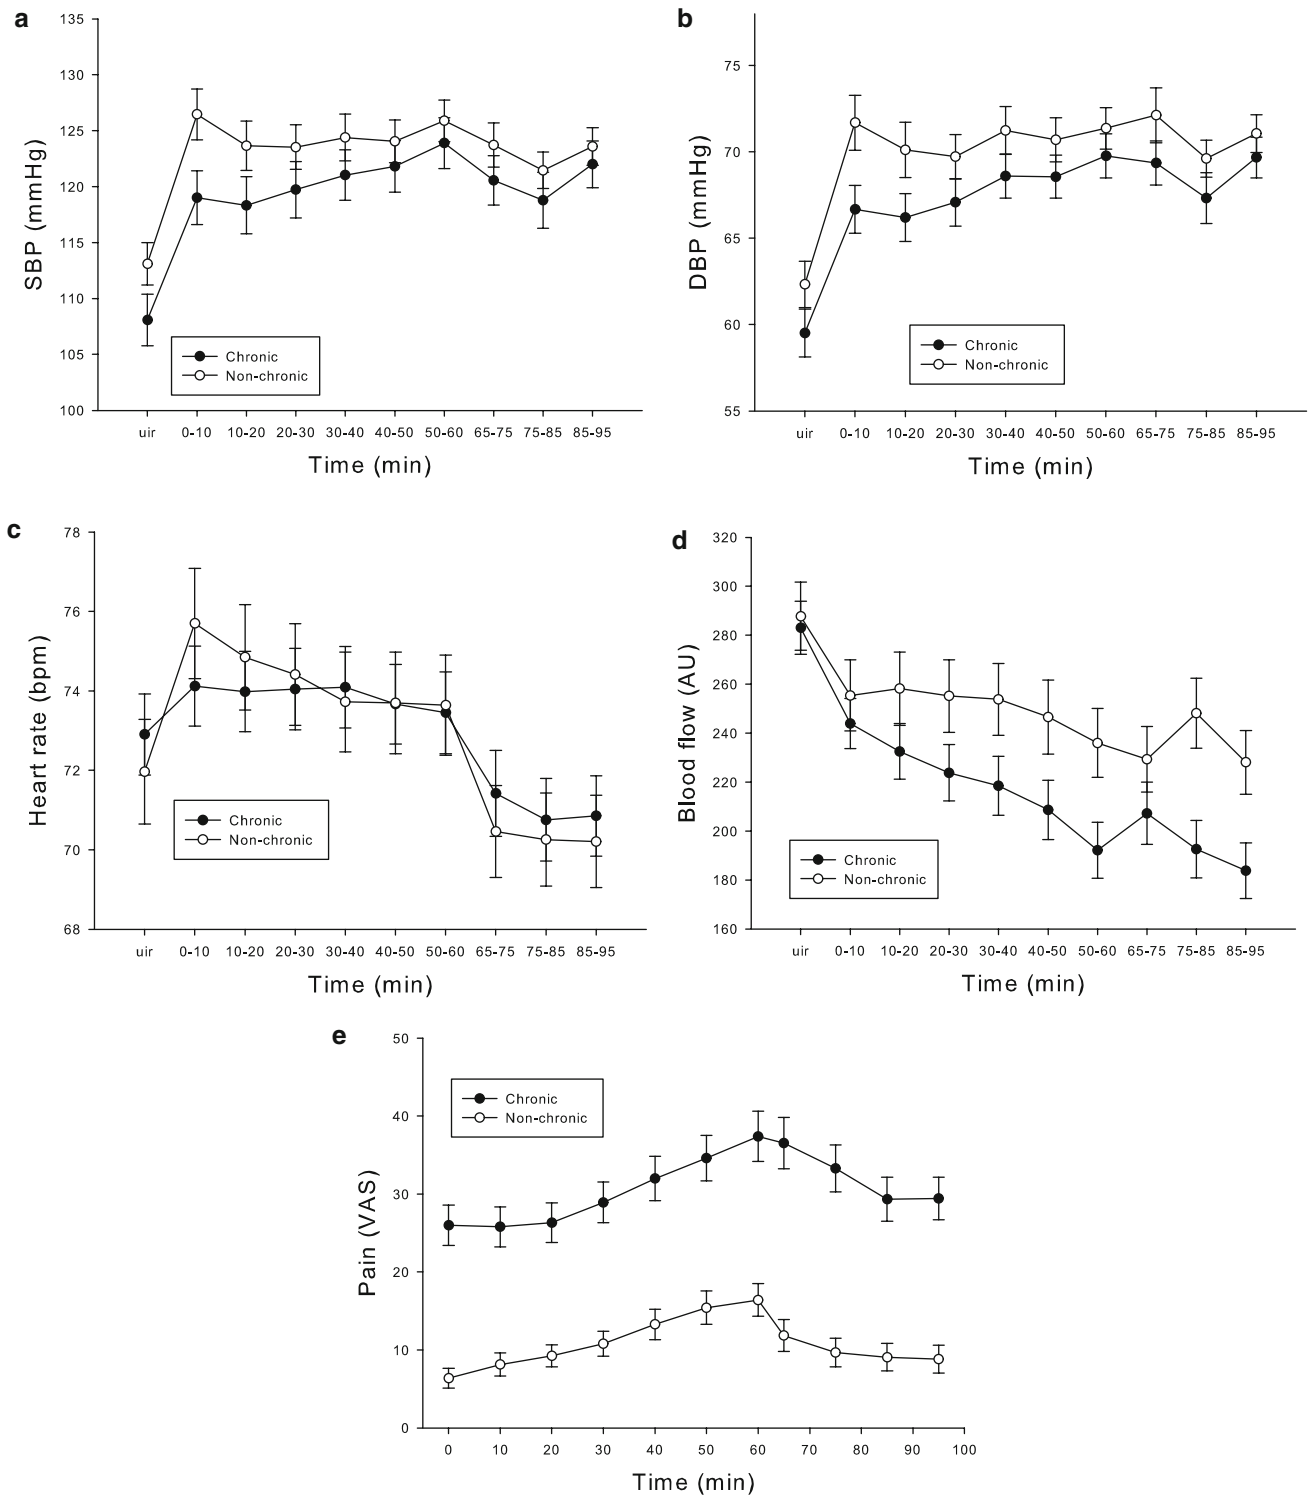 a
135
130
125
120
115
110
105
100
SBP (mmHg)
Chronic
Non-chronic
uir 0-10 10-20 20-30 30-40 40-50 50-60 65-75 75-85 85-95
Time (min)
b
75
70
65
60
55
DBP (mmHg)
Chronic
Non-chronic
uir 0-10 10-20 20-30 30-40 40-50 50-60 65-75 75-85 85-95
Time (min)
c
78
76
74
72
70
68
Heart rate (bpm)
Chronic
Non-chronic
uir 0-10 10-20 20-30 30-40 40-50 50-60 65-75 75-85 85-95
Time (min)
d
320
300
280
260
240
220
200
180
160
Blood flow (AU)
Chronic
Non-chronic
uir 0-10 10-20 20-30 30-40 40-50 50-60 65-75 75-85 85-95
Time (min)
e
50
40
30
20
10
0
Pain (VAS)
Chronic
Non-chronic
0 10 20 30 40 50 60 70 80 90 100
Time (min)